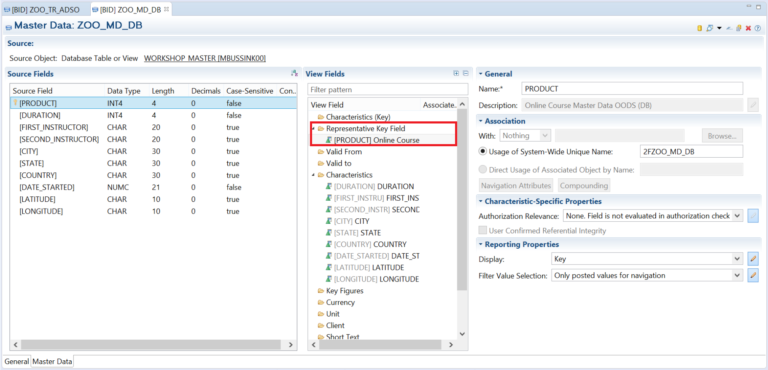 [BID] ZOO_TR_ADSO
[BID] ZOO_MD_DB
Master Data: ZOO_MD_DB
Source:
Source Object: Database Table or View WORKSHOP_MASTER [MBUSSINK00]
Source Fields
Source Field Data Type Length Decimals Case-Sensitive Con...
[PRODUCT] INT4 4 0 false
[DURATION] INT4 4 0 false
[FIRST_INSTRUCTOR] CHAR 20 0 true
[SECOND_INSTRUCTOR] CHAR 20 0 true
[CITY] CHAR 30 0 true
[STATE] CHAR 30 0 true
[COUNTRY] CHAR 30 0 true
[DATE_STARTED] NUMC 21 0 false
[LATITUDE] CHAR 10 0 true
[LONGITUDE] CHAR 10 0 true
View Fields
Filter pattern
View Field Associate..
Characteristics (Key)
Representative Key Field
[PRODUCT] Online Course
Valid From
Valid to
Characteristics
[DURATION] DURATION
[FIRST_INSTRU] FIRST_INS
[SECOND_INSTR] SECONC
[CITY] CITY
[STATE] STATE
[COUNTRY] COUNTRY
[DATE_STARTED] DATE_ST
[LATITUDE] LATITUDE
[LONGITUDE] LONGITUDE
Key Figures
Currency
Unit
Client
Short Text
General
Name:* PRODUCT
Description: Online Course Master Data OODS (DB)
Association
With: Nothing Browse...
Usage of System-Wide Unique Name: 2FZOO_MD_DB
Direct Usage of Associated Object by Name:
Navigation Attributes Compounding
Characteristic-Specific Properties
Authorization Relevance: None. Field is not evaluated in authorization check
User Confirmed Referential Integrity
Reporting Properties
Display: Key
Filter Value Selection: Only posted values for navigation
General Master Data